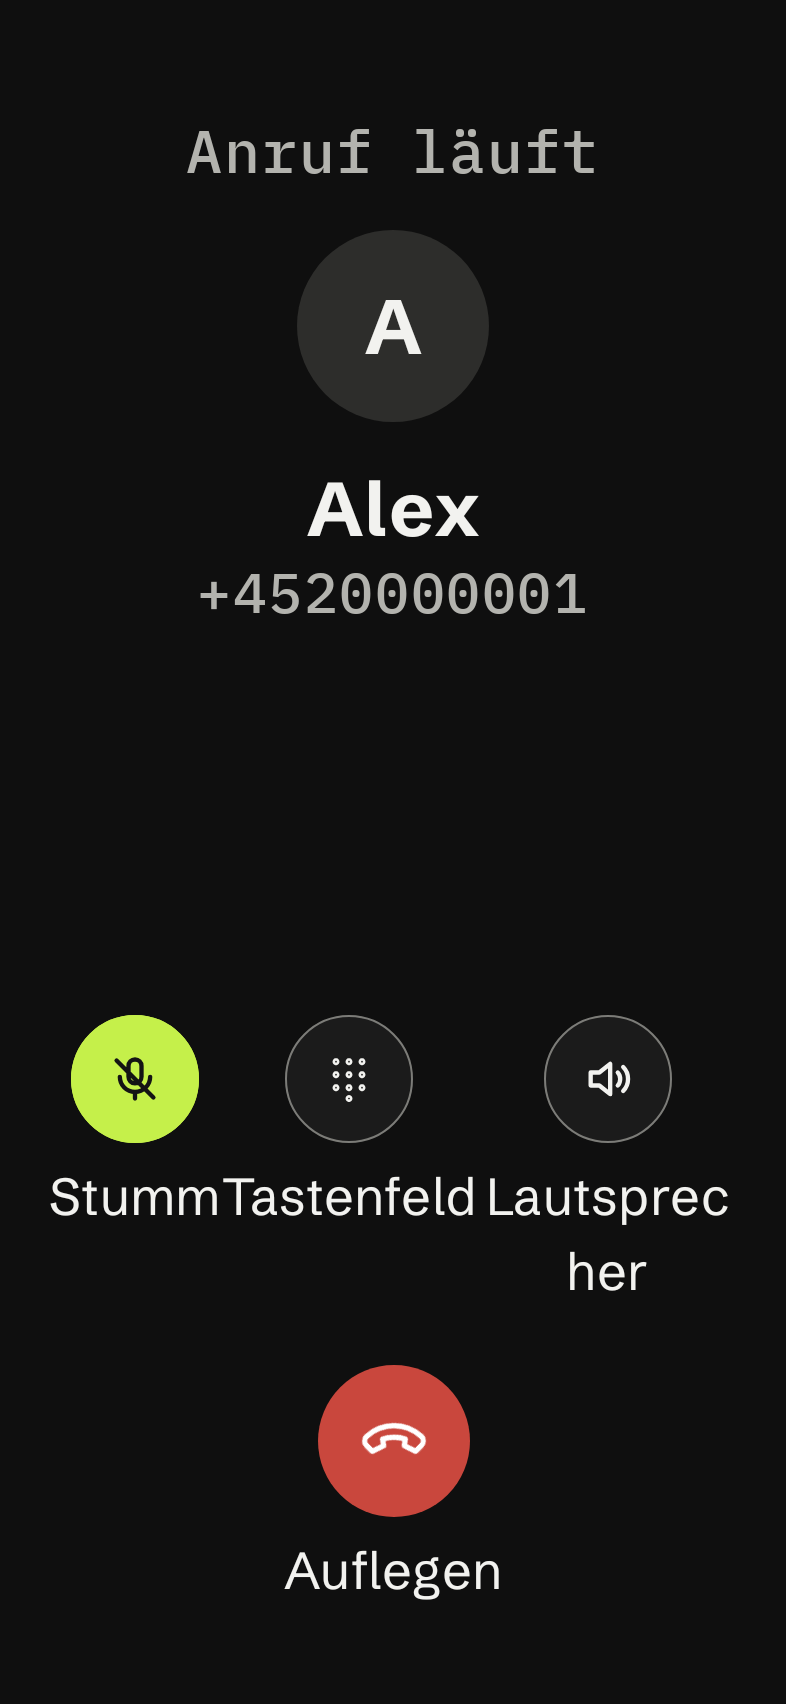 Anruf läuft
A
Alex
+4520000001
Stumm Tastenfeld Lautsprec
her
Auflegen